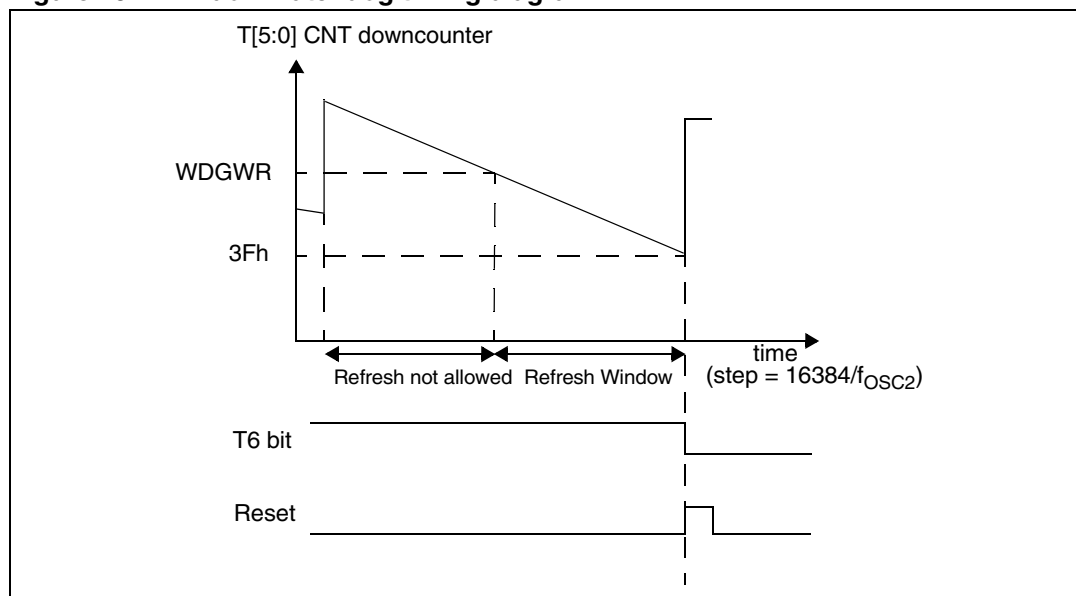 T[5:0] CNT downcounter
WDGWR
3Fh
time
Refresh not allowed Refresh Window (step = 16384/fOSC2)
T6 bit
Reset